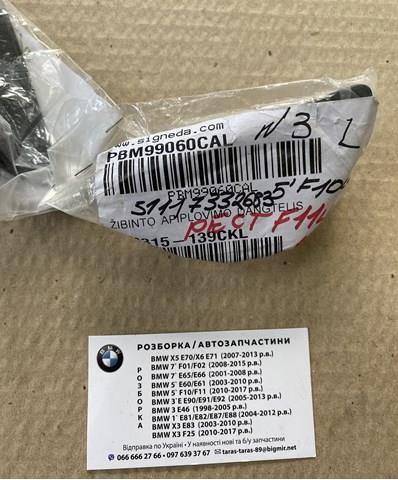 www.signeda.com
PBM99060CAL
N 3 L
PBM99060CAL
5' F10
ŽIBINTO APIPLOVIMO DANGTELIS
РЕСТ F11
139CKL
BMW
РОЗБОРКА/АВТОЗАПЧАСТИНИ
РОЗБОРКА
BMW X5 E70/X6 E71 (2007-2013 р.в.)
BMW 7' F01/F02 (2008-2015 р.в.)
BMW 7' E65/E66 (2001-2008 р.в.)
BMW 5' E60/E61 (2003-2010 р.в.)
BMW 5' F10/F11 (2010-2017 р.в.)
BMW 3' E E90/E91/E92 (2005-2013 р.в.)
BMW 3 E46 (1998-2005 р.в.)
BMW 1' E81/E82/E87/E88 (2004-2012 р.в.)
BMW X3 E83 (2003-2010 р.в.)
BMW X3 F25 (2010-2017 р.в.)
Відправка по Україні • У наявності нові та б/у запчастини
066 666 27 66 • 097 639 37 67 taras-taras-89@bigmir.net